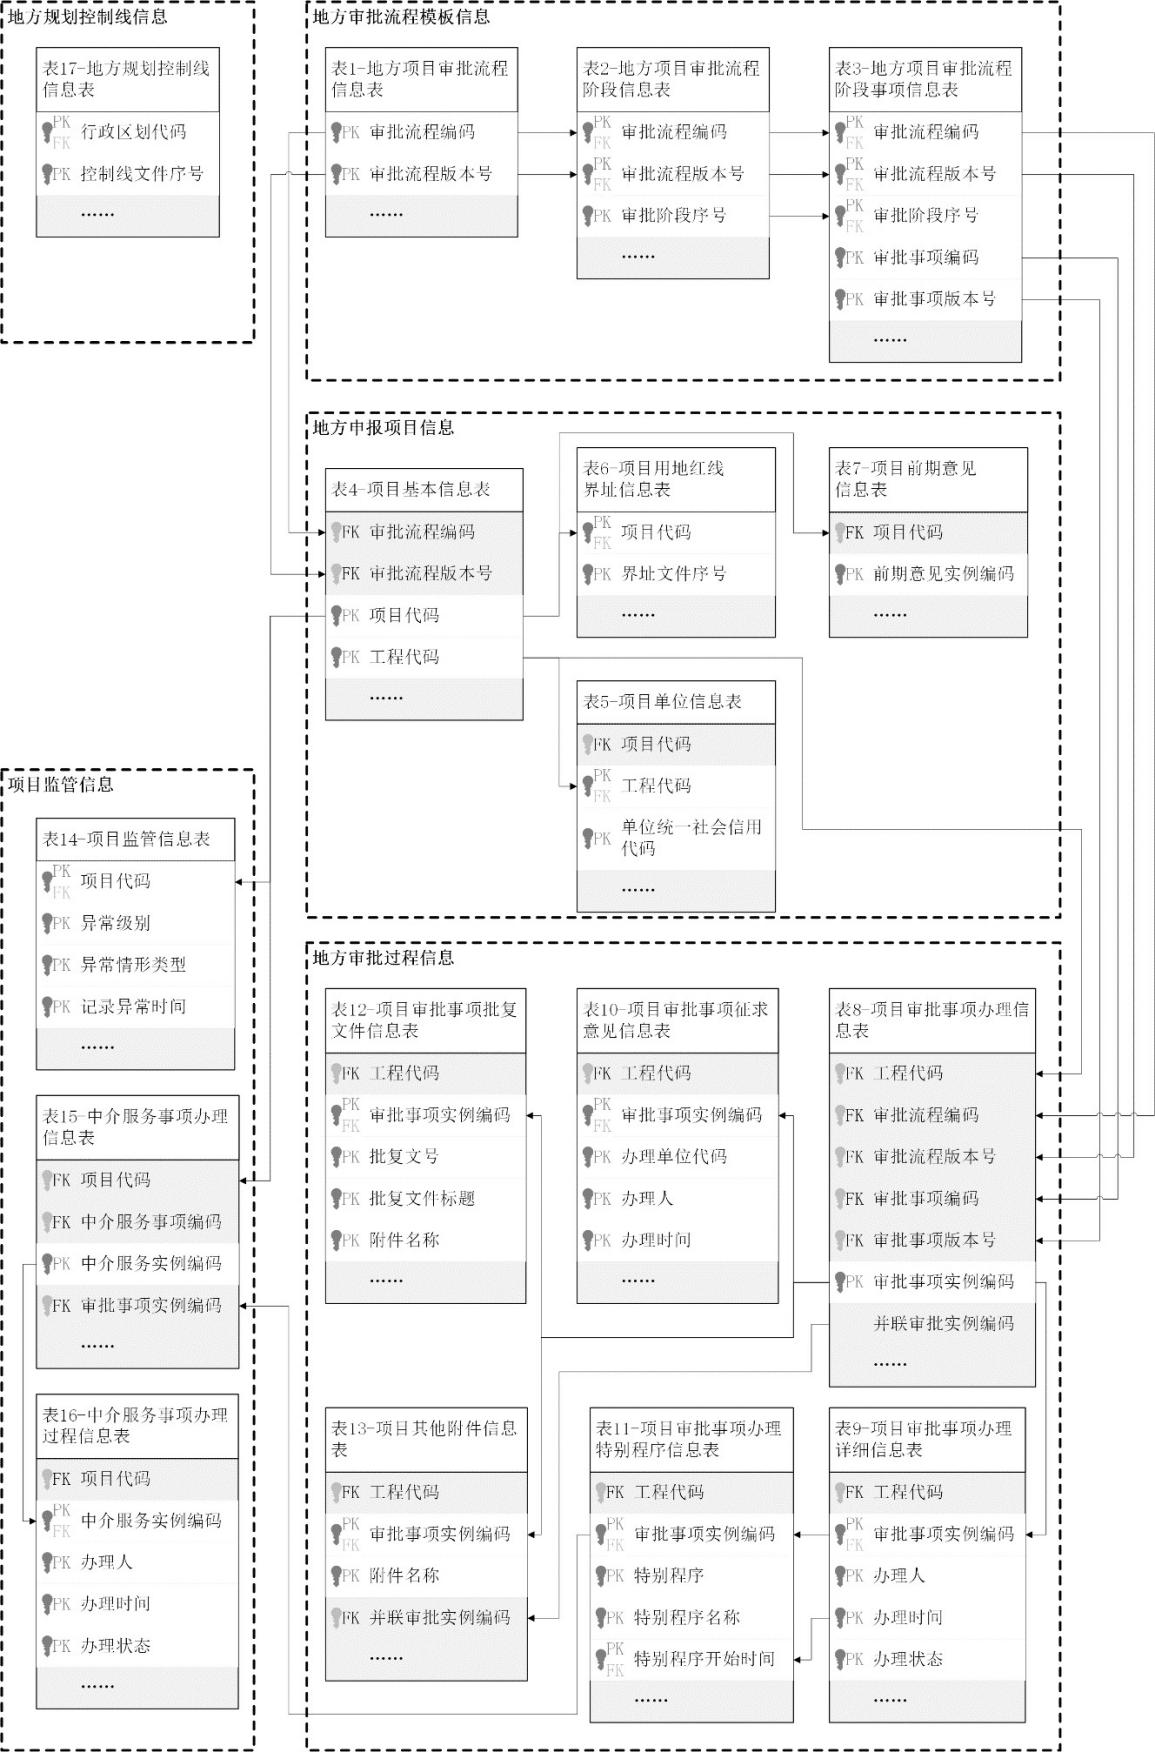 地方规划控制线信息
表17-地方规划控制线
信息表
PK
FK
行政区划代码
PK 控制线文件序号
……
地方审批流程模板信息
表1-地方项目审批流程
信息表
PK 审批流程编码
PK 审批流程版本号
……
表2-地方项目审批流程
阶段信息表
PK
FK
审批流程编码
PK
FK
审批流程版本号
PK 审批阶段序号
……
表3-地方项目审批流程
阶段事项信息表
PK
FK
审批流程编码
PK
FK
审批流程版本号
PK
FK
审批阶段序号
PK 审批事项编码
PK 审批事项版本号
……
地方申报项目信息
表4-项目基本信息表
FK 审批流程编码
FK 审批流程版本号
PK 项目代码
PK 工程代码
……
表6-项目用地红线
界址信息表
PK
FK
项目代码
PK 界址文件序号
……
表7-项目前期意见
信息表
FK 项目代码
PK 前期意见实例编码
……
表5-项目单位信息表
FK 项目代码
PK
FK
工程代码
PK 单位统一社会信用
代码
……
项目监管信息
表14-项目监管信息表
PK
FK
项目代码
PK 异常级别
PK 异常情形类型
PK 记录异常时间
……
表15-中介服务事项办理
信息表
FK 项目代码
FK 中介服务事项编码
PK 中介服务实例编码
FK 审批事项实例编码
……
表16-中介服务事项办理
过程信息表
FK 项目代码
PK
FK
中介服务实例编码
PK 办理人
PK 办理时间
PK 办理状态
……
地方审批过程信息
表12-项目审批事项批复
文件信息表
FK 工程代码
PK
FK
审批事项实例编码
PK 批复文号
PK 批复文件标题
PK 附件名称
……
表10-项目审批事项征求
意见信息表
FK 工程代码
PK
FK
审批事项实例编码
PK 办理单位代码
PK 办理人
PK 办理时间
……
表8-项目审批事项办理信
息表
FK 工程代码
FK 审批流程编码
FK 审批流程版本号
FK 审批事项编码
FK 审批事项版本号
PK 审批事项实例编码
并联审批实例编码
……
表13-项目其他附件信息
表
FK 工程代码
PK
FK
审批事项实例编码
PK 附件名称
FK 并联审批实例编码
……
表11-项目审批事项办理
特别程序信息表
FK 工程代码
PK
FK
审批事项实例编码
PK 特别程序
PK 特别程序名称
PK
FK
特别程序开始时间
……
表9-项目审批事项办理
详细信息表
FK 工程代码
PK
FK
审批事项实例编码
PK 办理人
PK 办理时间
PK 办理状态
……